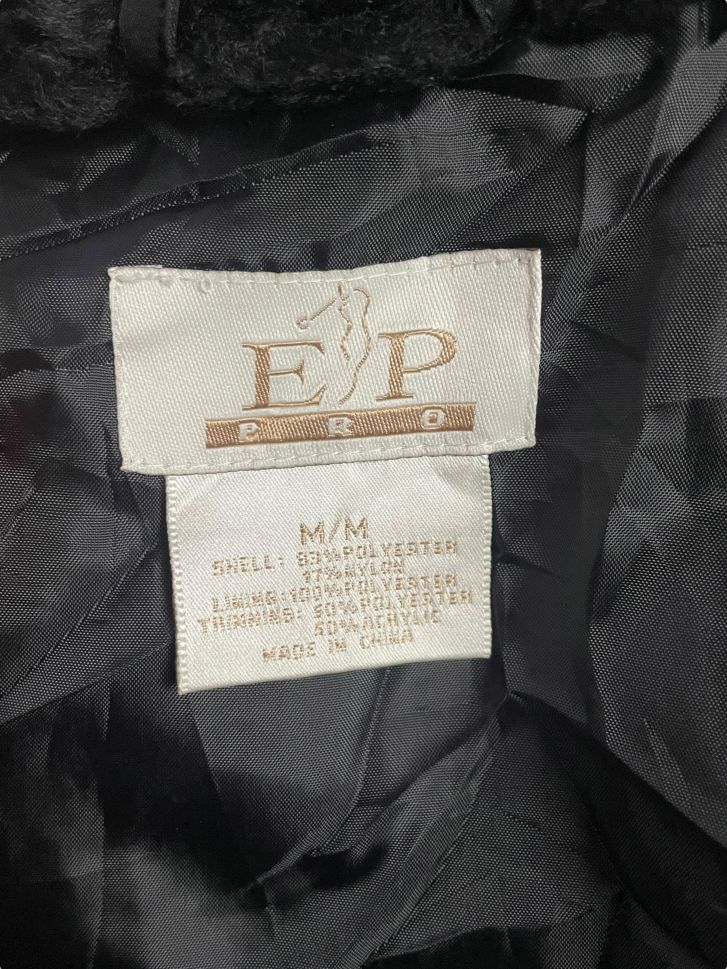 EP
PRO
M/M
SHELL: 83%POLYESTER
17%NYLON
LINING:100%POLYESTER
TRIMMING: 50%POLYESTER
50%ACRYLIC
MADE IN CHINA